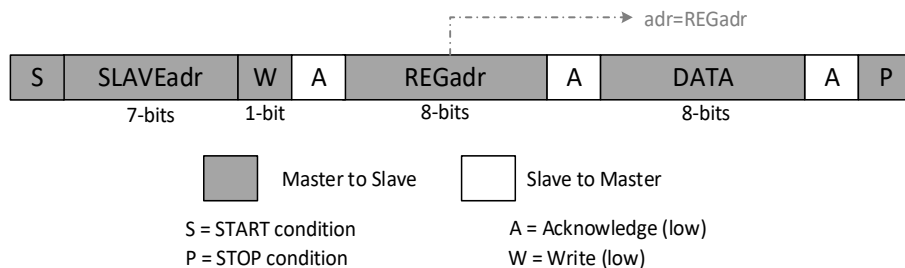 adr=REGadr
S SLAVEadr W A REGadr A DATA A P
7-bits 1-bit 8-bits 8-bits
Master to Slave Slave to Master
S = START condition A = Acknowledge (low)
P = STOP condition W = Write (low)